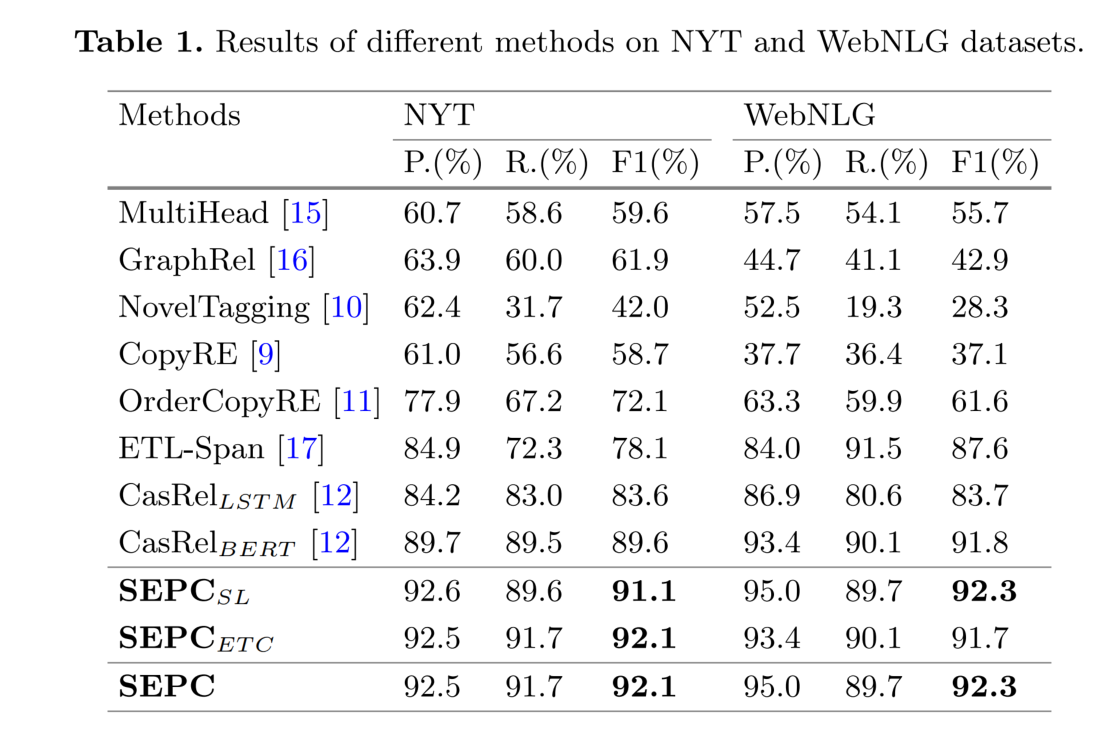 Table 1. Results of different methods on NYT and WebNLG datasets.
Methods NYT WebNLG
P.(%) R.(%) F1(%) P.(%) R.(%) F1(%)
MultiHead [15] 60.7 58.6 59.6 57.5 54.1 55.7
GraphRel [16] 63.9 60.0 61.9 44.7 41.1 42.9
NovelTagging [10] 62.4 31.7 42.0 52.5 19.3 28.3
CopyRE [9] 61.0 56.6 58.7 37.7 36.4 37.1
OrderCopyRE [11] 77.9 67.2 72.1 63.3 59.9 61.6
ETL-Span [17] 84.9 72.3 78.1 84.0 91.5 87.6
CasRelLSTM [12] 84.2 83.0 83.6 86.9 80.6 83.7
CasRelBERT [12] 89.7 89.5 89.6 93.4 90.1 91.8
SEPCSL 92.6 89.6 91.1 95.0 89.7 92.3
SEPCETC 92.5 91.7 92.1 93.4 90.1 91.7
SEPC 92.5 91.7 92.1 95.0 89.7 92.3